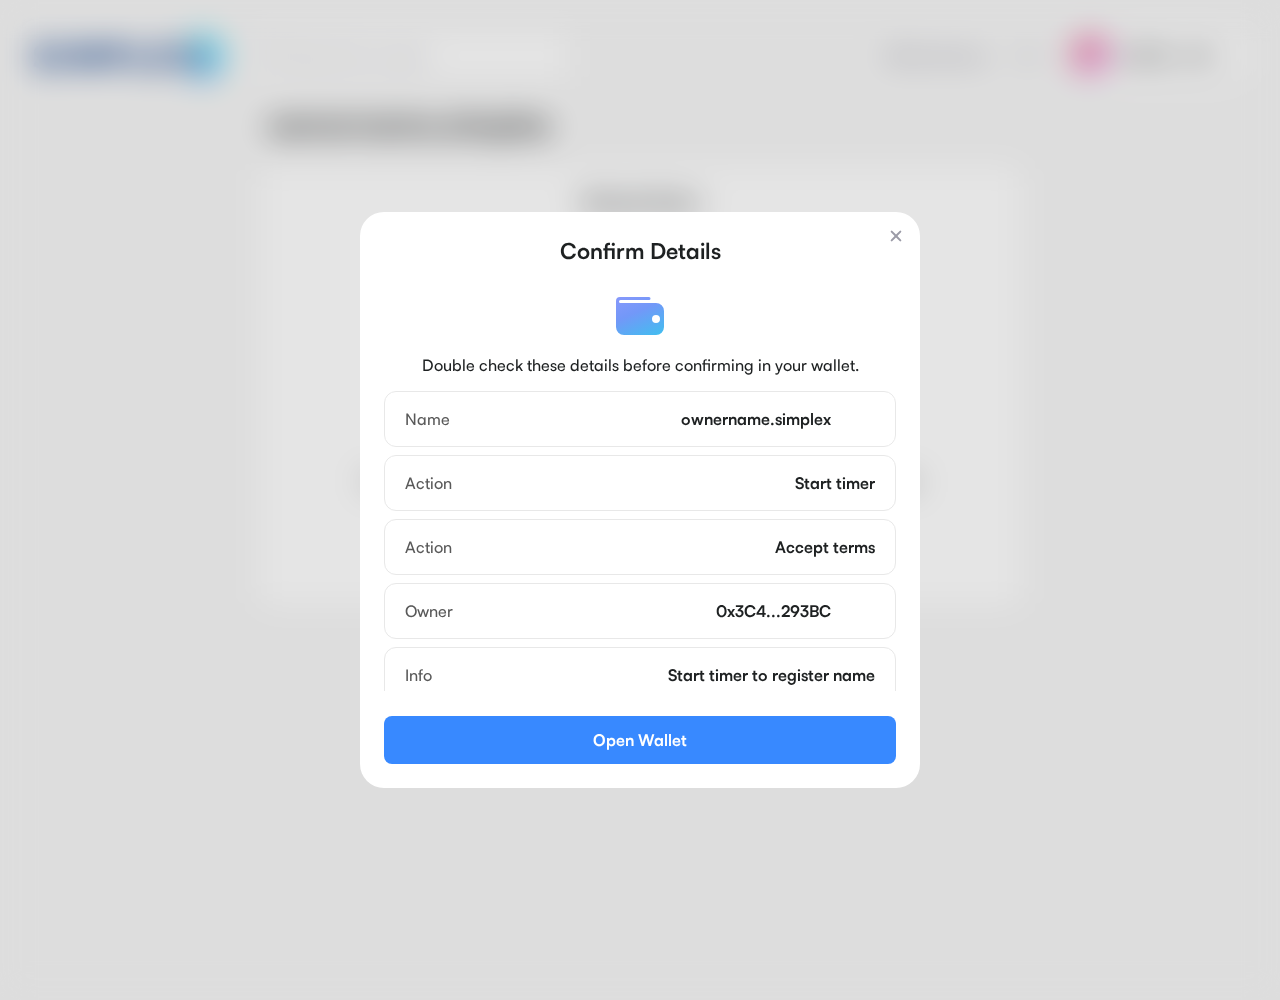 Confirm Details
Double check these details before confirming in your wallet.
Name ownername.simplex
Action Start timer
Action Accept terms
Owner 0x3C4...293BC
Info Start timer to register name
Open Wallet